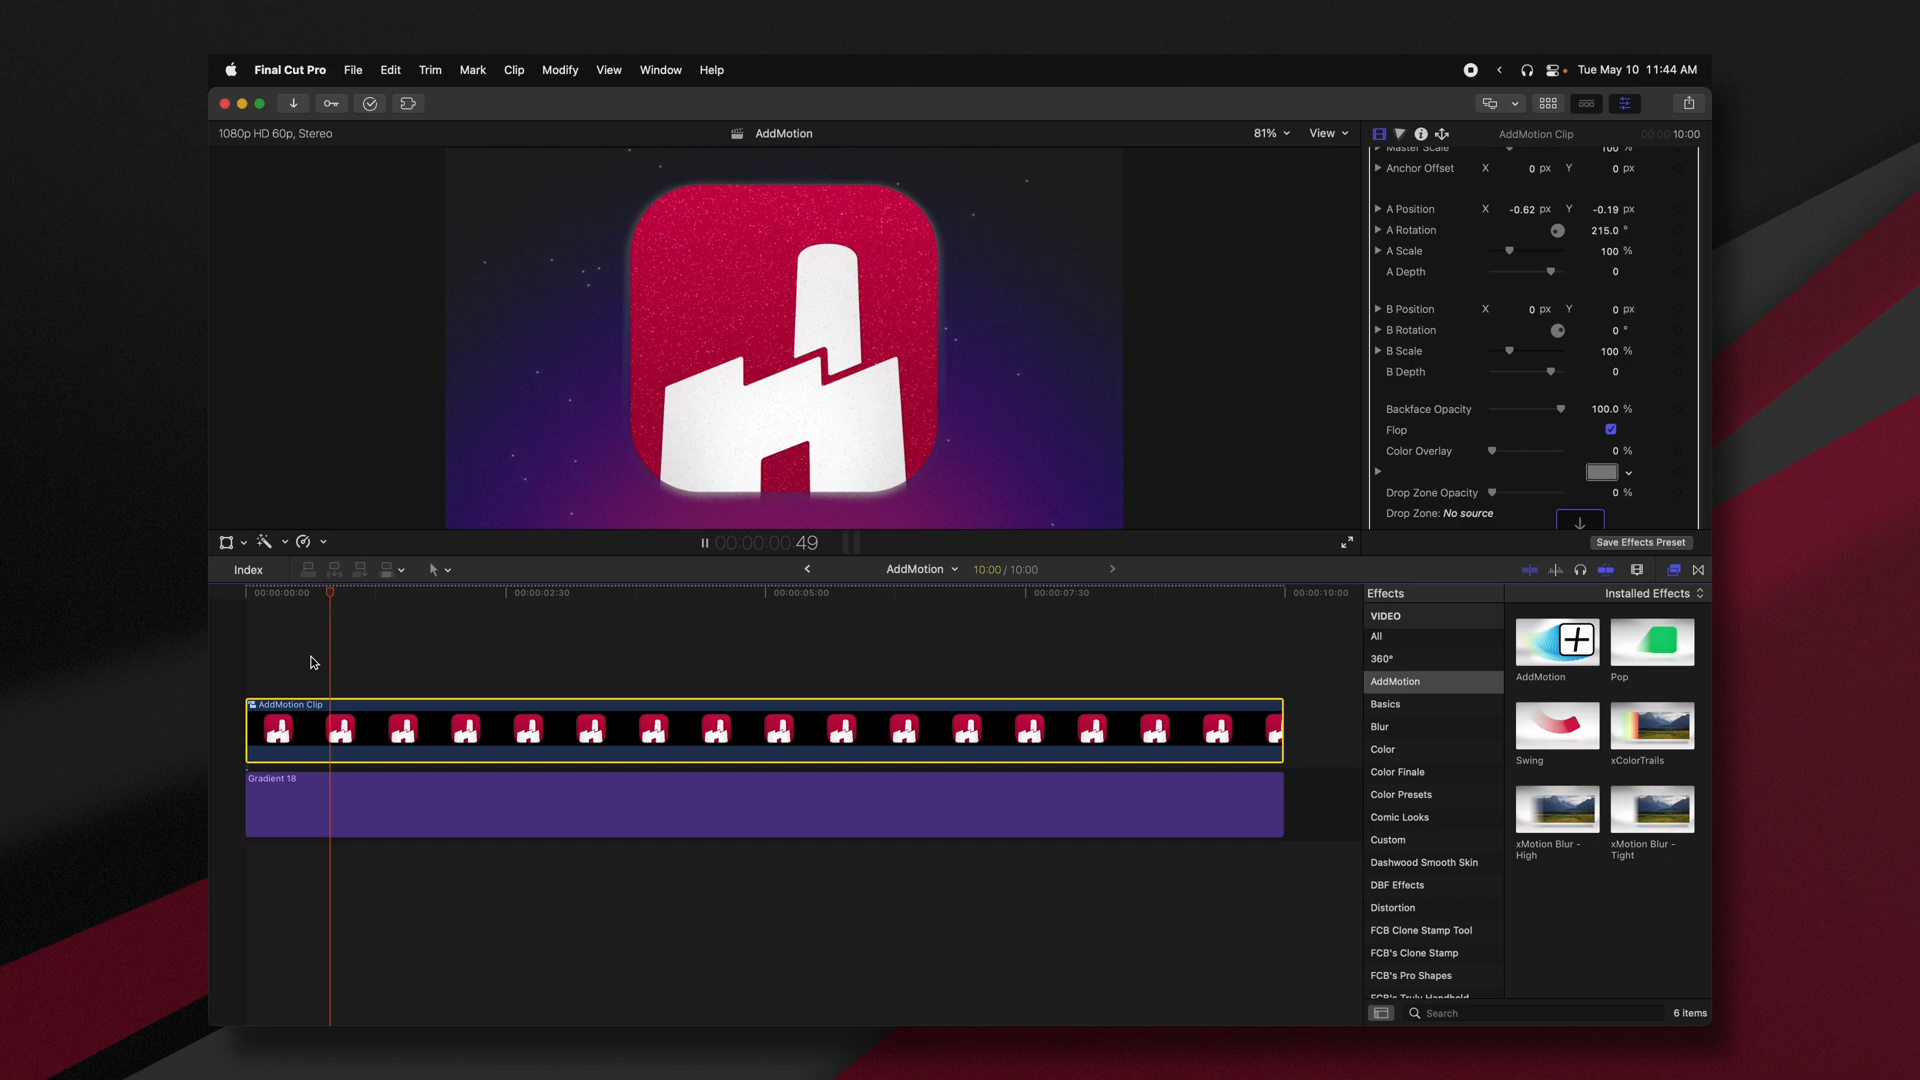 Final Cut Pro File Edit Trim Mark Clip Modify View Window Help Tue May 10 11:44 AM
1080p HD 60p, Stereo AddMotion 81% View AddMotion Clip 00:00:10:00
Master Scale 100 %
Anchor Offset X 0 px Y 0 px
A Position X -0.62 px Y -0.19 px
A Rotation 215.0 °
A Scale 100 %
A Depth 0
B Position X 0 px Y 0 px
B Rotation 0 °
B Scale 100 %
B Depth 0
Backface Opacity 100.0 %
Flop
Color Overlay 0 %
Drop Zone Opacity 0 %
Drop Zone: No source
00:00:00:49 Save Effects Preset
Index AddMotion 10:00 / 10:00
00:00:00:00 00:00:02:30 00:00:05:00 00:00:07:30 00:00:10:00
AddMotion Clip
Gradient 18
Effects Installed Effects
VIDEO
All
360°
AddMotion
Basics
Blur
Color
Color Finale
Color Presets
Comic Looks
Custom
Dashwood Smooth Skin
DBF Effects
Distortion
FCB Clone Stamp Tool
FCB's Clone Stamp
FCB's Pro Shapes
FCB's Truly Handheld
AddMotion Pop
Swing xColorTrails
xMotion Blur -
High
xMotion Blur -
Tight
Search 6 items